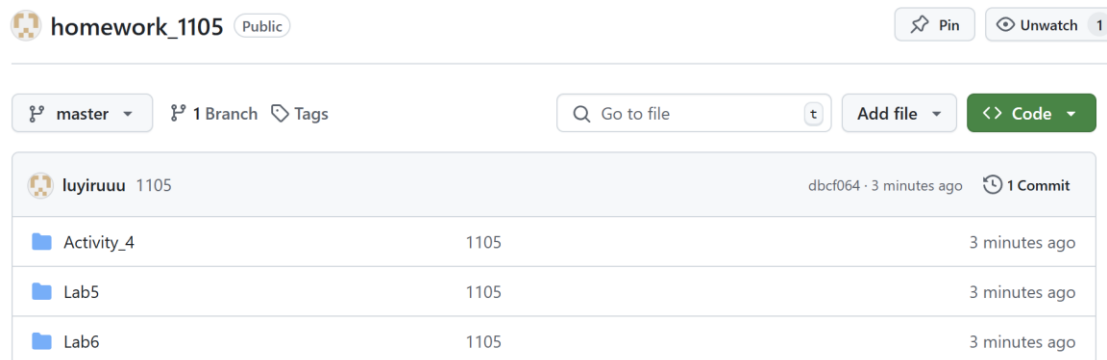 homework_1105 Public Pin Unwatch 1
master 1 Branch Tags Go to file t Add file <> Code
luyiruuu 1105 dbcf064 · 3 minutes ago 1 Commit
Activity_4 1105 3 minutes ago
Lab5 1105 3 minutes ago
Lab6 1105 3 minutes ago